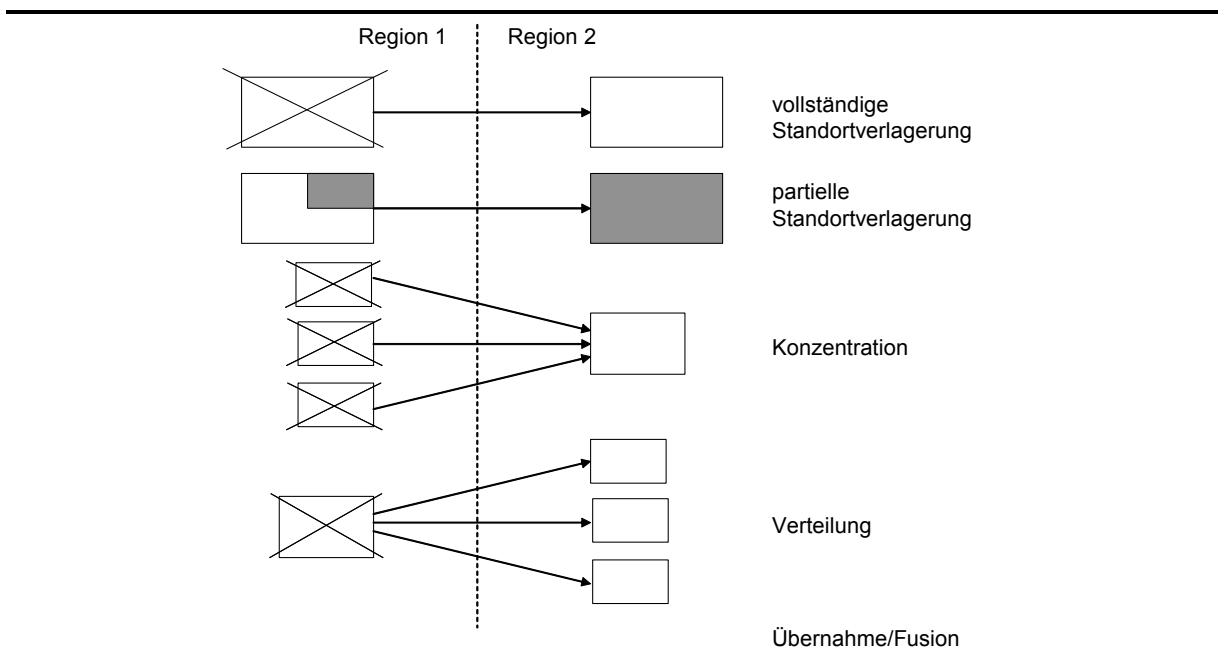 Region 1
Region 2
vollständige
Standortverlagerung
partielle
Standortverlagerung
Konzentration
Verteilung
Übernahme/Fusion